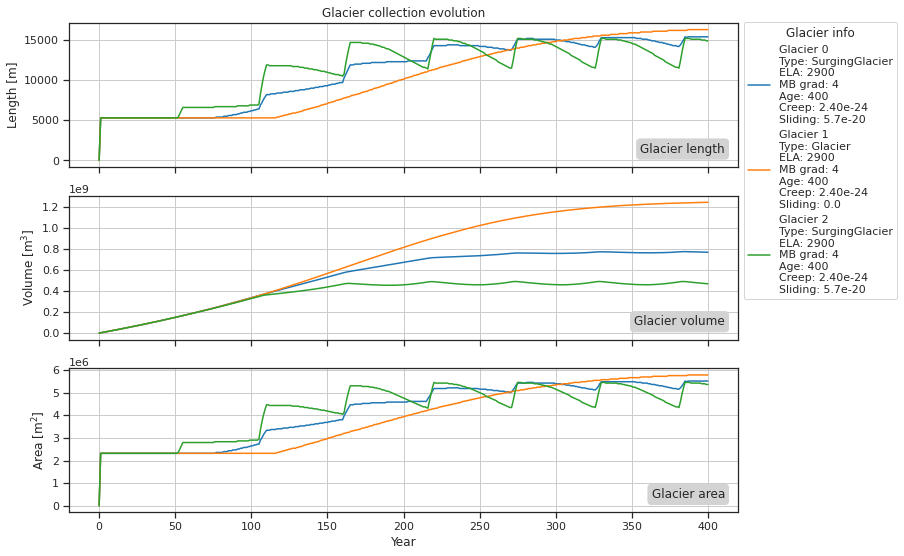 Glacier collection evolution
15000
10000
5000
0
Length [m]
Glacier length
Glacier info
Glacier 0
Type: SurgingGlacier
ELA: 2900
MB grad: 4
Age: 400
Creep: 2.40e-24
Sliding: 5.7e-20
Glacier 1
Type: Glacier
ELA: 2900
MB grad: 4
Age: 400
Creep: 2.40e-24
Sliding: 0.0
Glacier 2
Type: SurgingGlacier
ELA: 2900
MB grad: 4
Age: 400
Creep: 2.40e-24
Sliding: 5.7e-20
1e9
1.2
1.0
0.8
0.6
0.4
0.2
0.0
Volume [m³]
Glacier volume
1e6
6
5
4
3
2
1
0
Area [m²]
Glacier area
0 50 100 150 200 250 300 350 400
Year